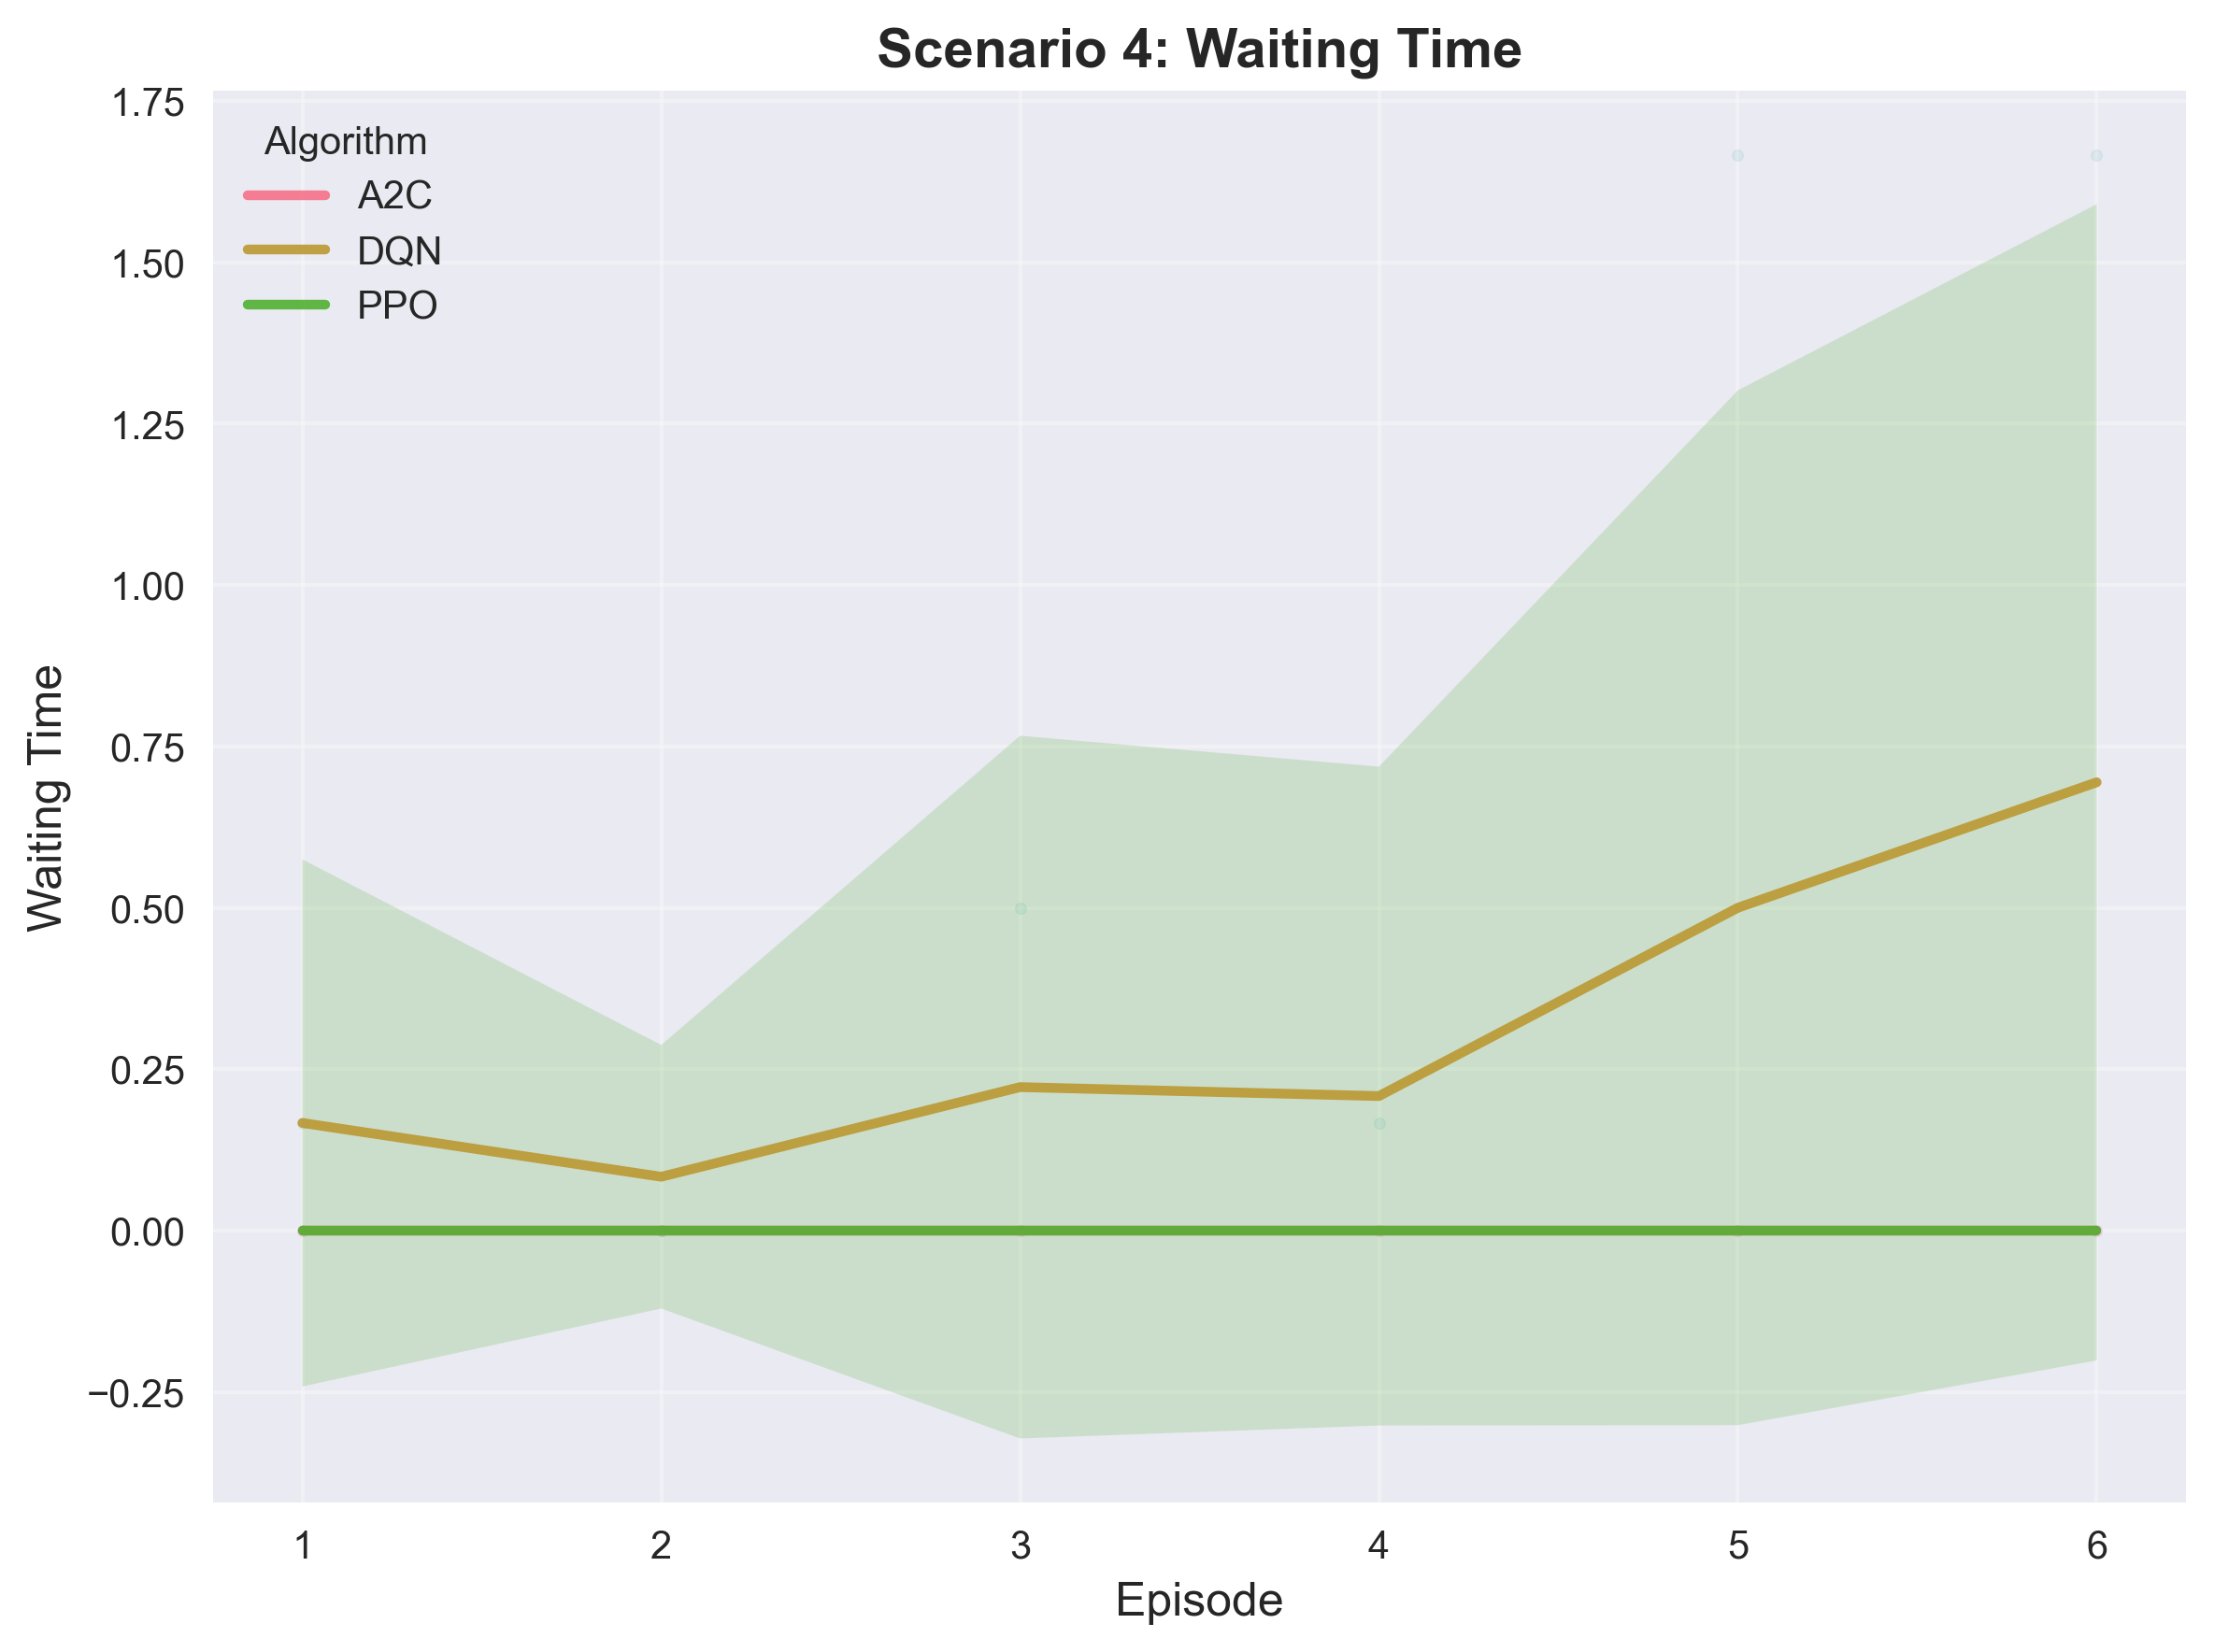 Scenario 4: Waiting Time
1.75
1.50
1.25
1.00
0.75
0.50
0.25
0.00
−0.25
Waiting Time
Algorithm
A2C
DQN
PPO
1 2 3 4 5 6
Episode